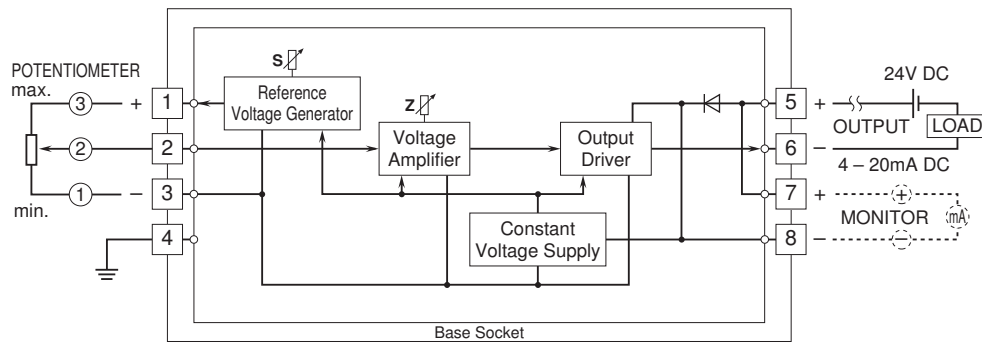 POTENTIOMETER
max.
3 + 1
2 2
1 − 3
min.
4
S
Reference
Voltage Generator
Z
Voltage
Amplifier
Output
Driver
Constant
Voltage Supply
24V DC
5 +
OUTPUT LOAD
6 −
4 – 20mA DC
7 + +
MONITOR mA
8 − −
Base Socket